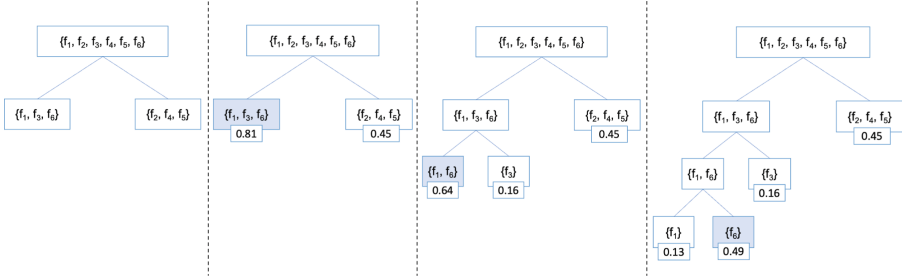 {f₁, f₂, f₃, f₄, f₅, f₆}
{f₁, f₃, f₆}
{f₂, f₄, f₅}
{f₁, f₂, f₃, f₄, f₅, f₆}
{f₁, f₃, f₆}
0.81
{f₂, f₄, f₅}
0.45
{f₁, f₂, f₃, f₄, f₅, f₆}
{f₁, f₃, f₆}
{f₂, f₄, f₅}
0.45
{f₁, f₆}
0.64
{f₃}
0.16
{f₁, f₂, f₃, f₄, f₅, f₆}
{f₁, f₃, f₆}
{f₂, f₄, f₅}
0.45
{f₁, f₆}
{f₃}
0.16
{f₁}
0.13
{f₆}
0.49